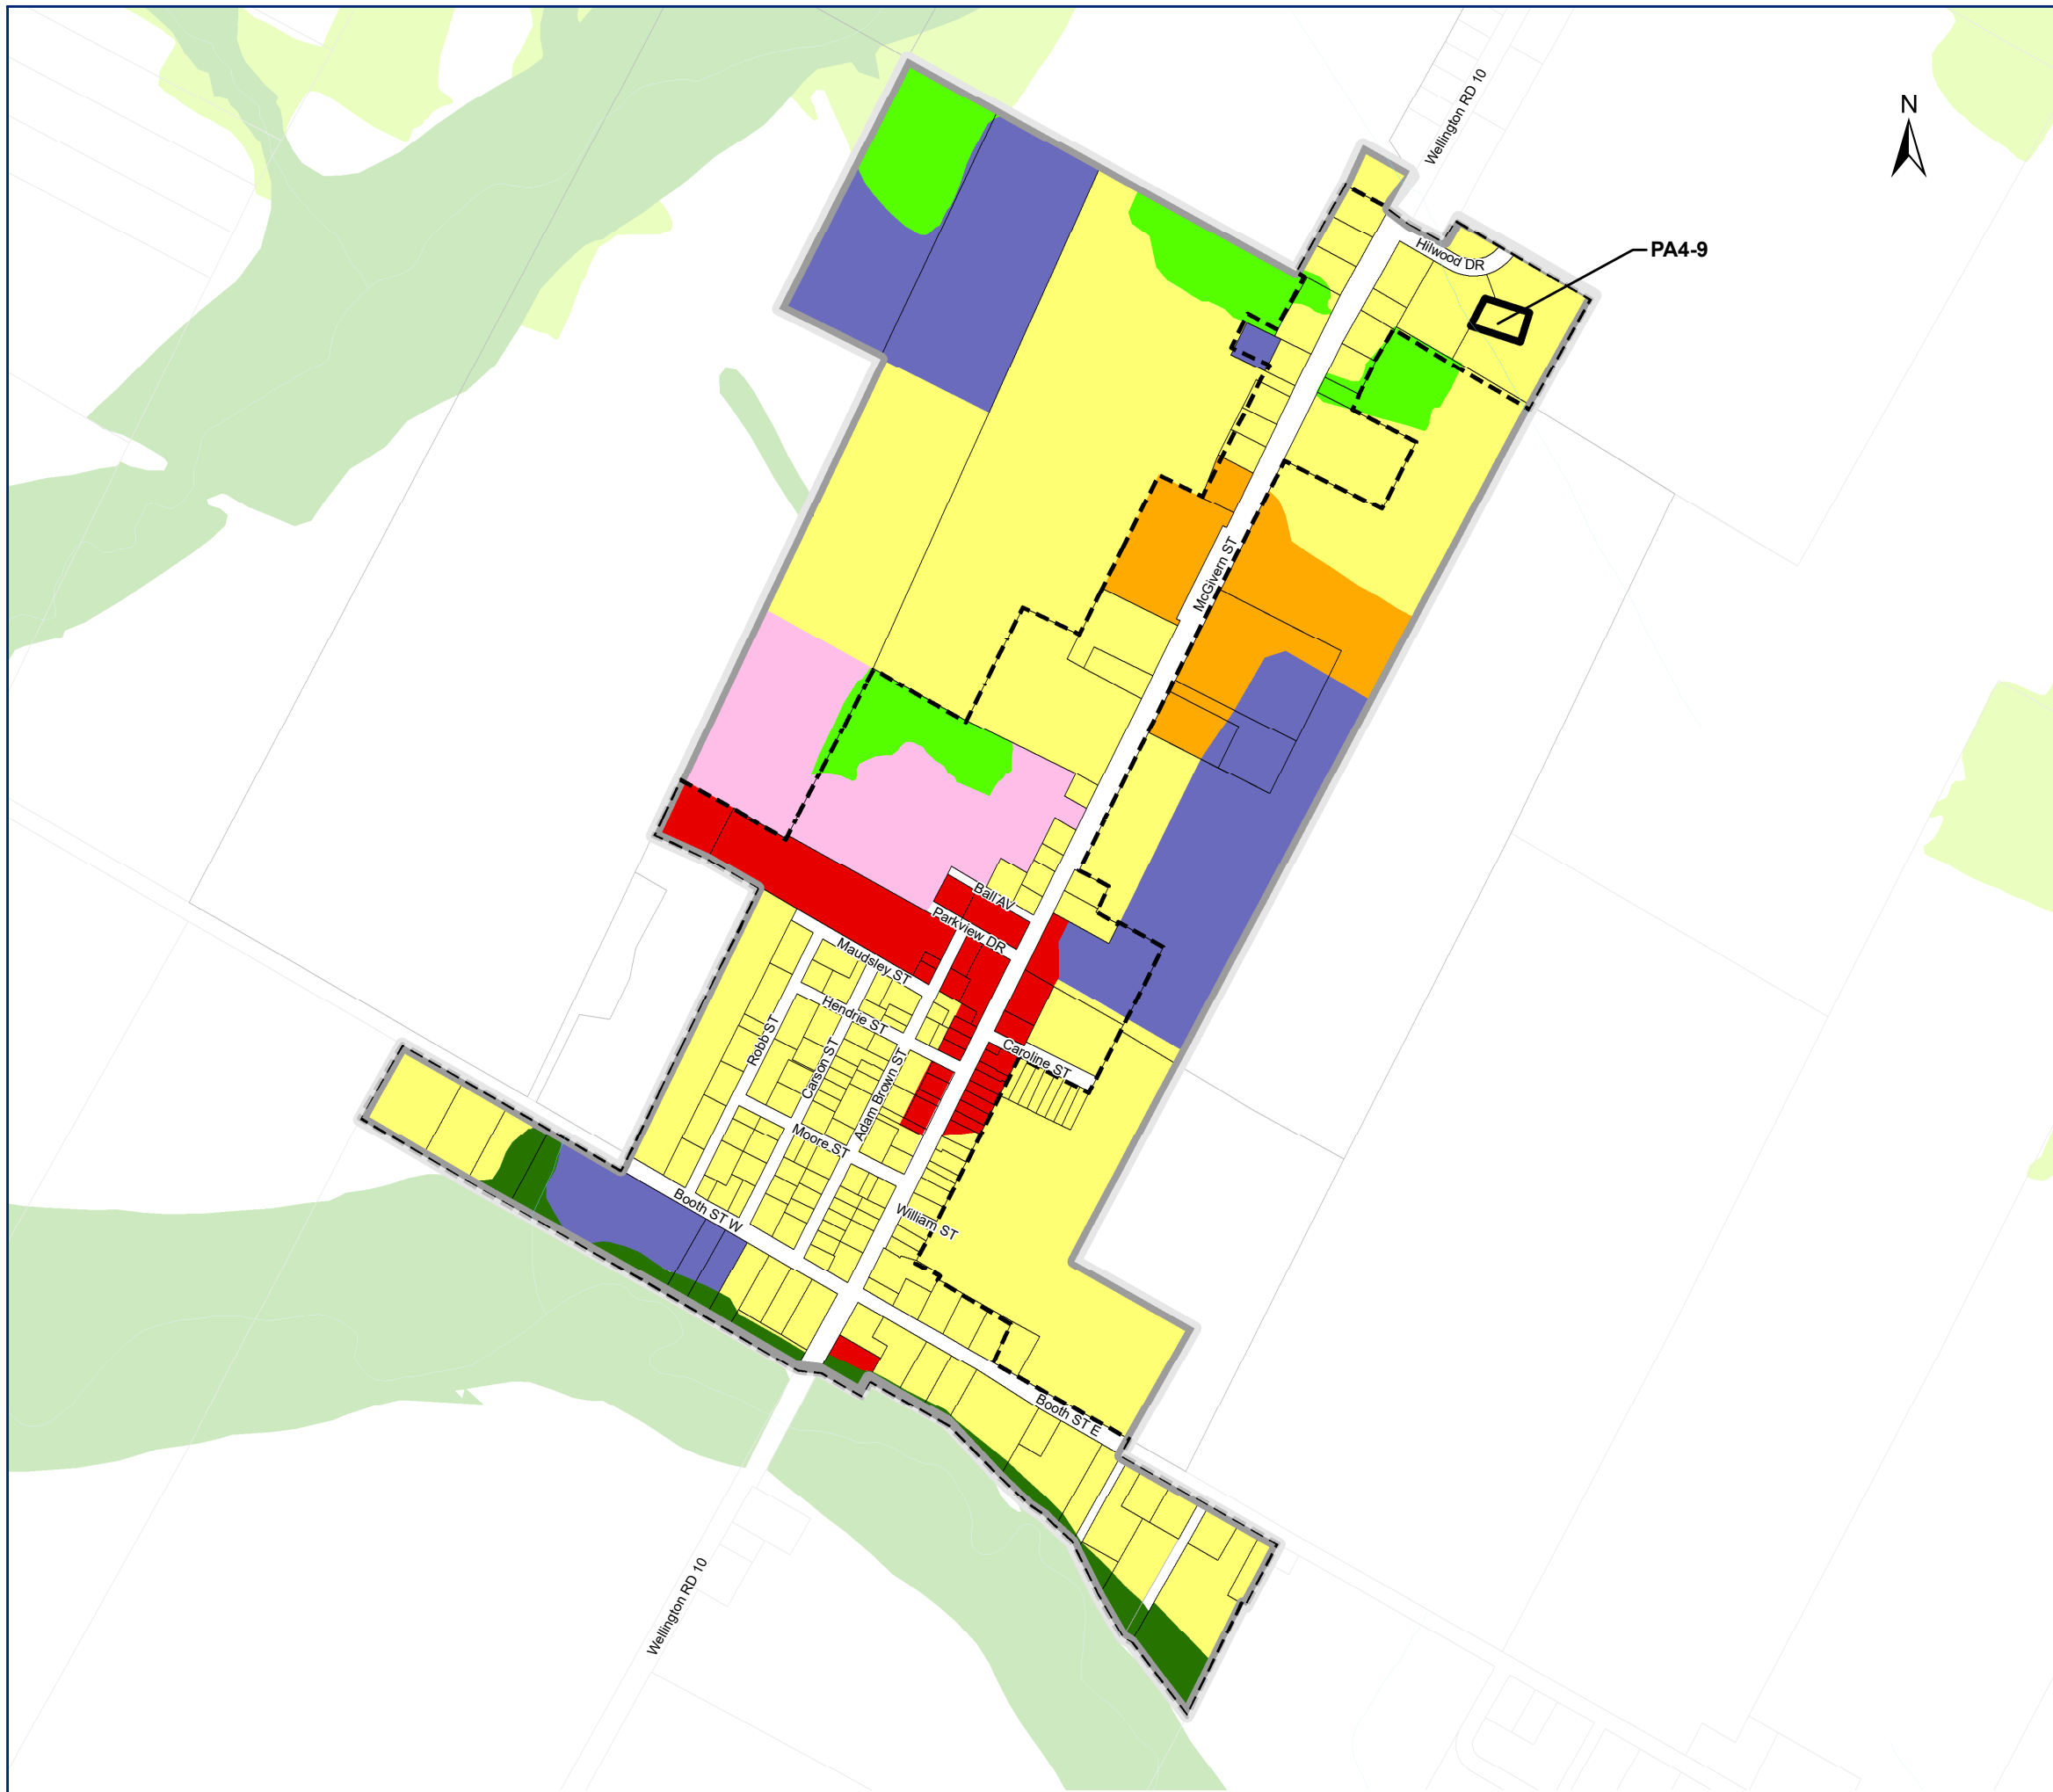 Wellington RD 10
N
Hilwood DR
PA4-9
McGivern ST
Ball AV
Parkview DR
Maudsley ST
Hendrie ST
Robb ST
Carson ST
Caroline ST
Adam Brown ST
Moore ST
Booth ST W
William ST
Booth ST E
Wellington RD 10